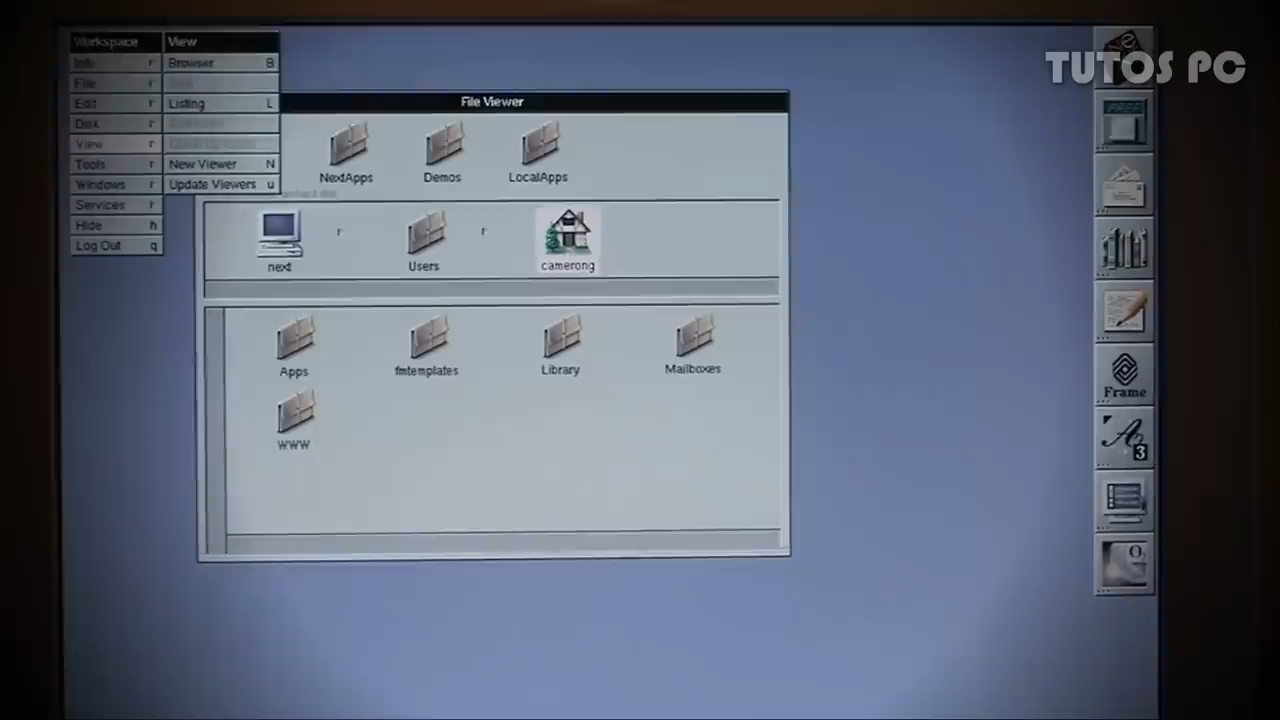 TUTOS PC
Workspace
View
Info r
Browser B
File r
Edit r
Listing L
Disk r
View r
Tools r
New Viewer N
Windows r
Update Viewers u
Services r
Hide h
Log Out q
File Viewer
NextApps
Demos
LocalApps
next
r
Users
r
camerong
Apps
fmtemplates
Library
Mailboxes
WWW
Frame
3